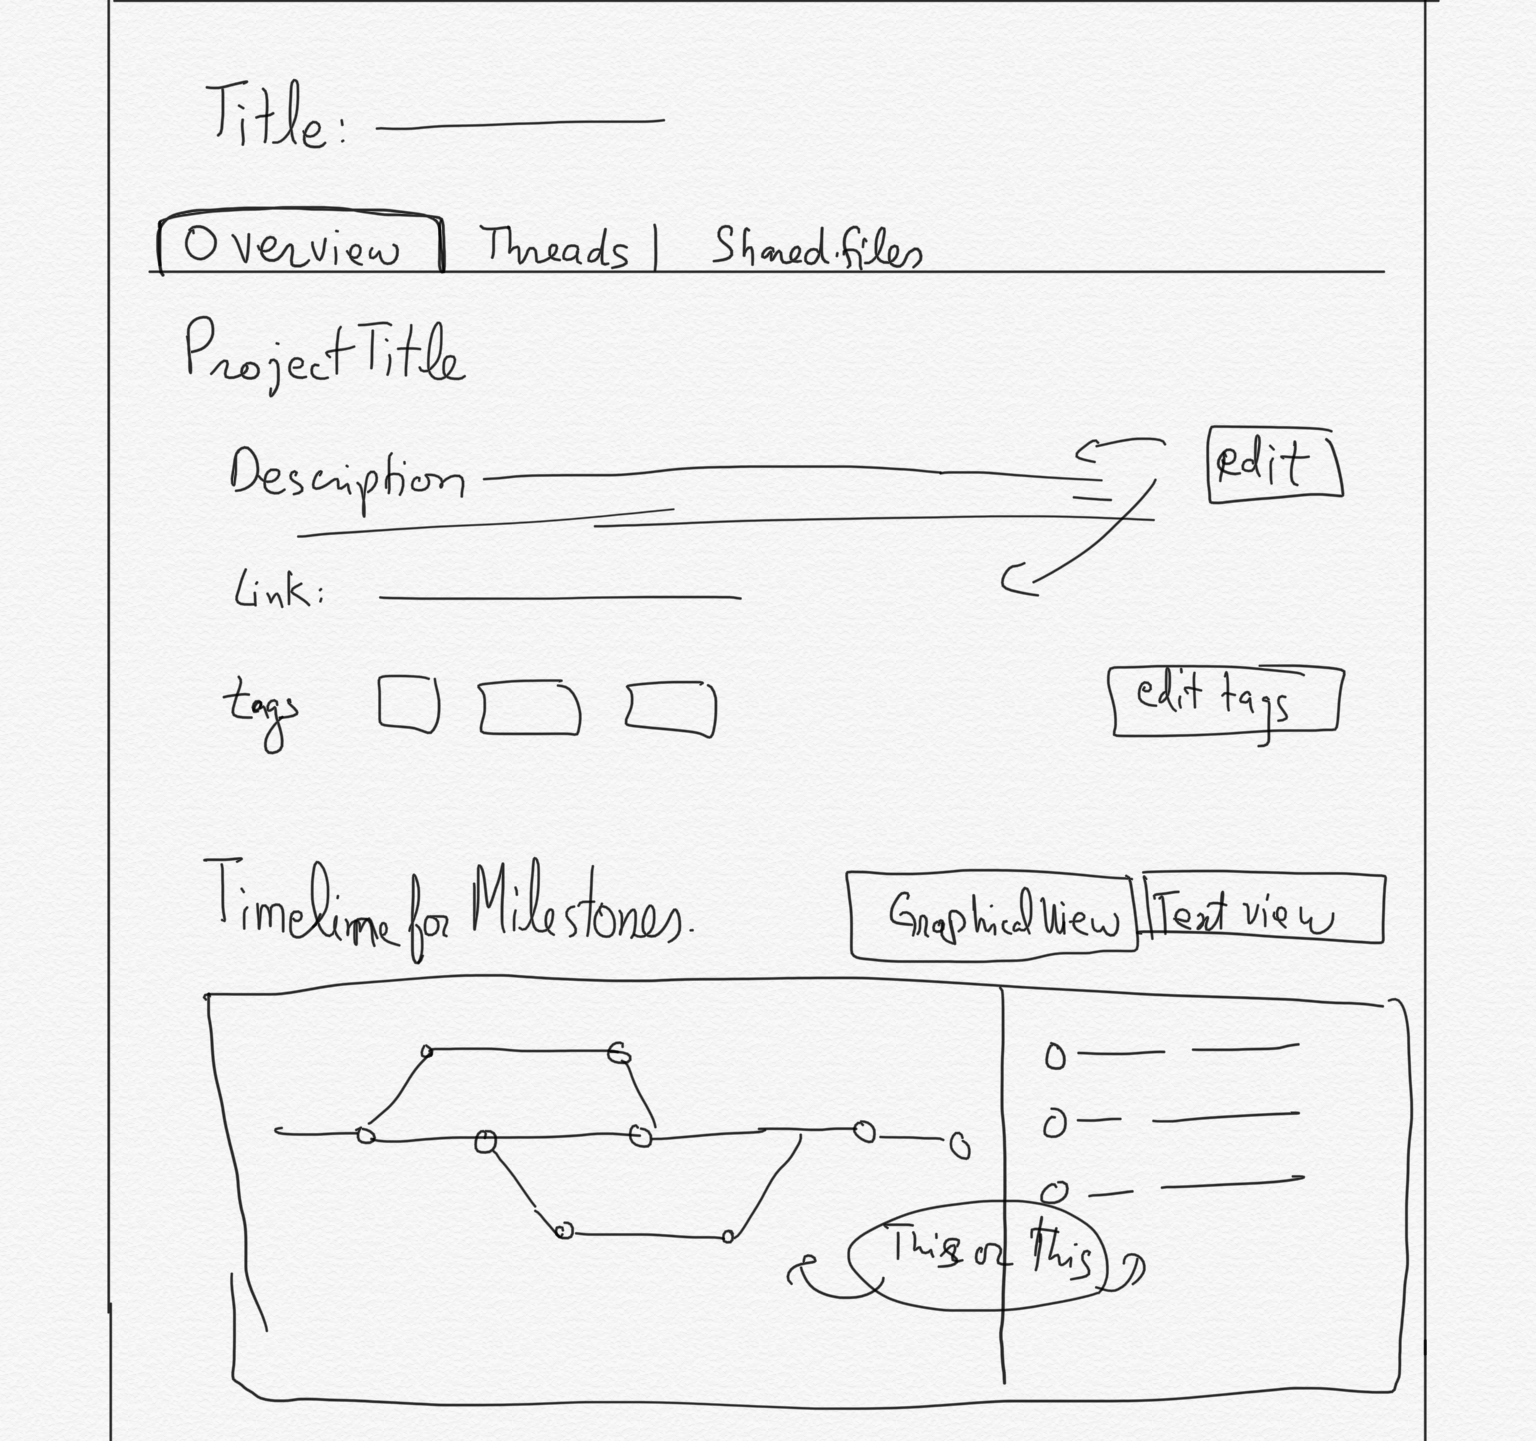 Title:
Overview Threads | Shared.files
Project Title
Description
edit
Link:
tags
edit tags
Timeline for Milestones.
Graphical View
Text view
This or This